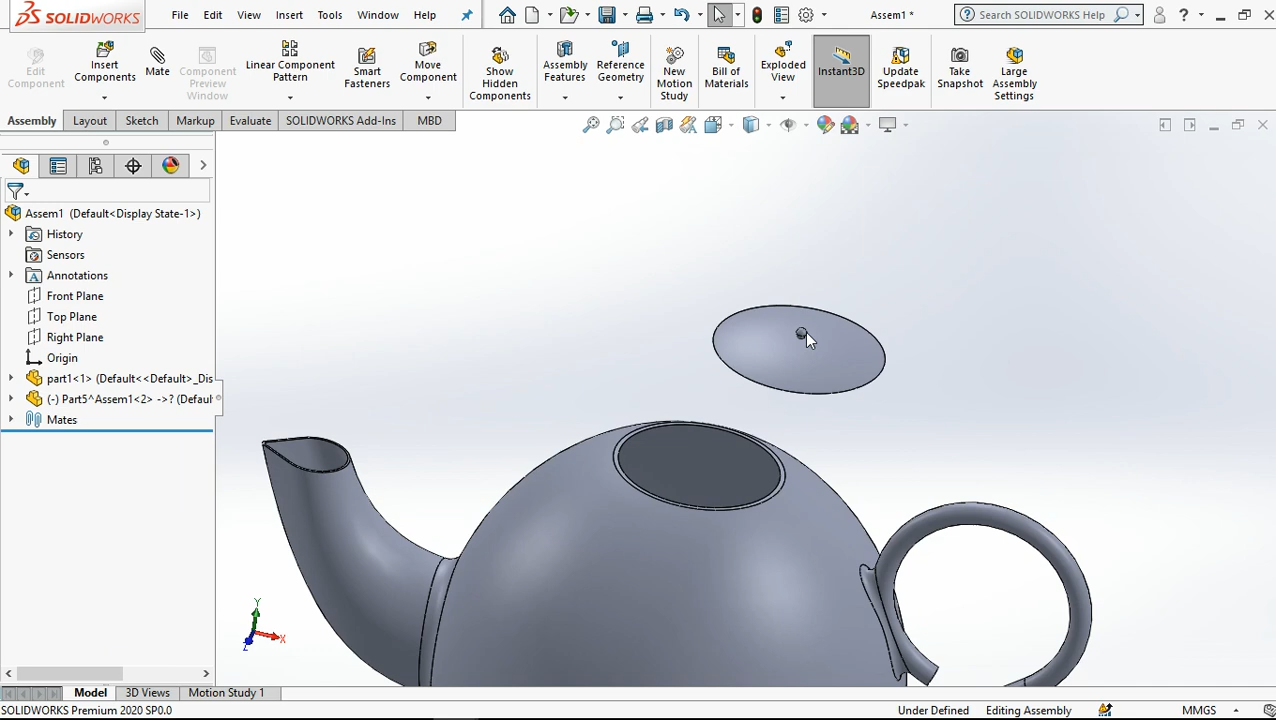 SOLIDWORKS File Edit View Insert Tools Window Help Assem1 * Search SOLIDWORKS Help ?
Edit Component
Insert Components
Mate
Component Preview Window
Linear Component Pattern
Smart Fasteners
Move Component
Show Hidden Components
Assembly Features
Reference Geometry
New Motion Study
Bill of Materials
Exploded View
Instant3D
Update Speedpak
Take Snapshot
Large Assembly Settings
Assembly Layout Sketch Markup Evaluate SOLIDWORKS Add-Ins MBD
Assem1 (Default<Display State-1>)
History
Sensors
Annotations
Front Plane
Top Plane
Right Plane
Origin
part1<1> (Default<<Default>_Dis
(-) Part5^Assem1<2> ->? (Defaul
Mates
Y
X
Z
Model 3D Views Motion Study 1
SOLIDWORKS Premium 2020 SP0.0 Under Defined Editing Assembly MMGS